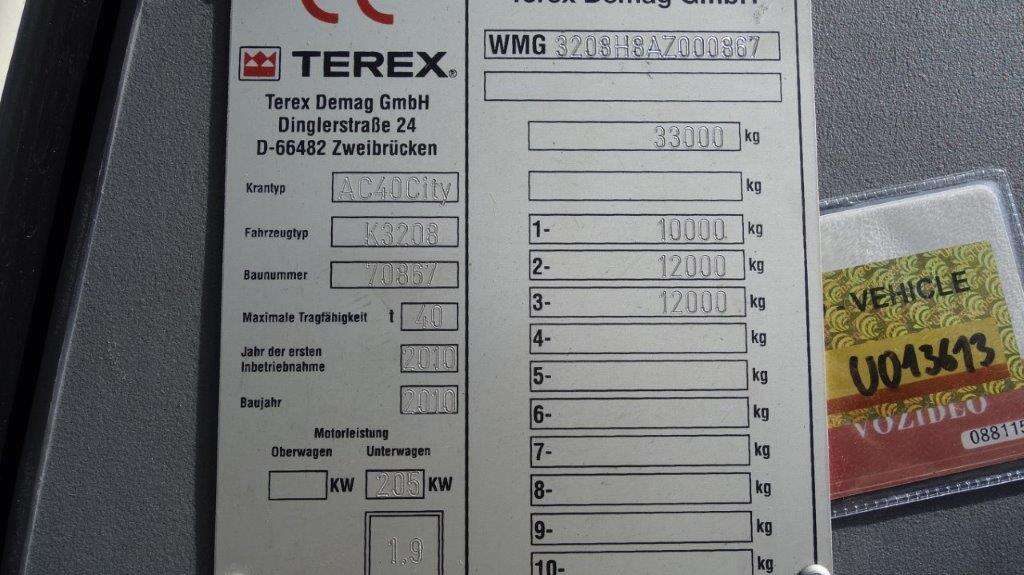 CE
TEREX®
Terex Demag GmbH
Dinglerstraße 24
D-66482 Zweibrücken
Krantyp AC40City
Fahrzeugtyp K3208
Baunummer 70867
Maximale Tragfähigkeit t 40
Jahr der ersten
Inbetriebnahme 2010
Baujahr 2010
Motorleistung
Oberwagen Unterwagen
KW 205 KW
1,9
Terex Demag GmbH
WMG 3208H8AZ000867
33000 kg
kg
1- 10000 kg
2- 12000 kg
3- 12000 kg
4- kg
5- kg
6- kg
7- kg
8- kg
9- kg
10- kg
VEHICLE
U013613
VOZIDLO